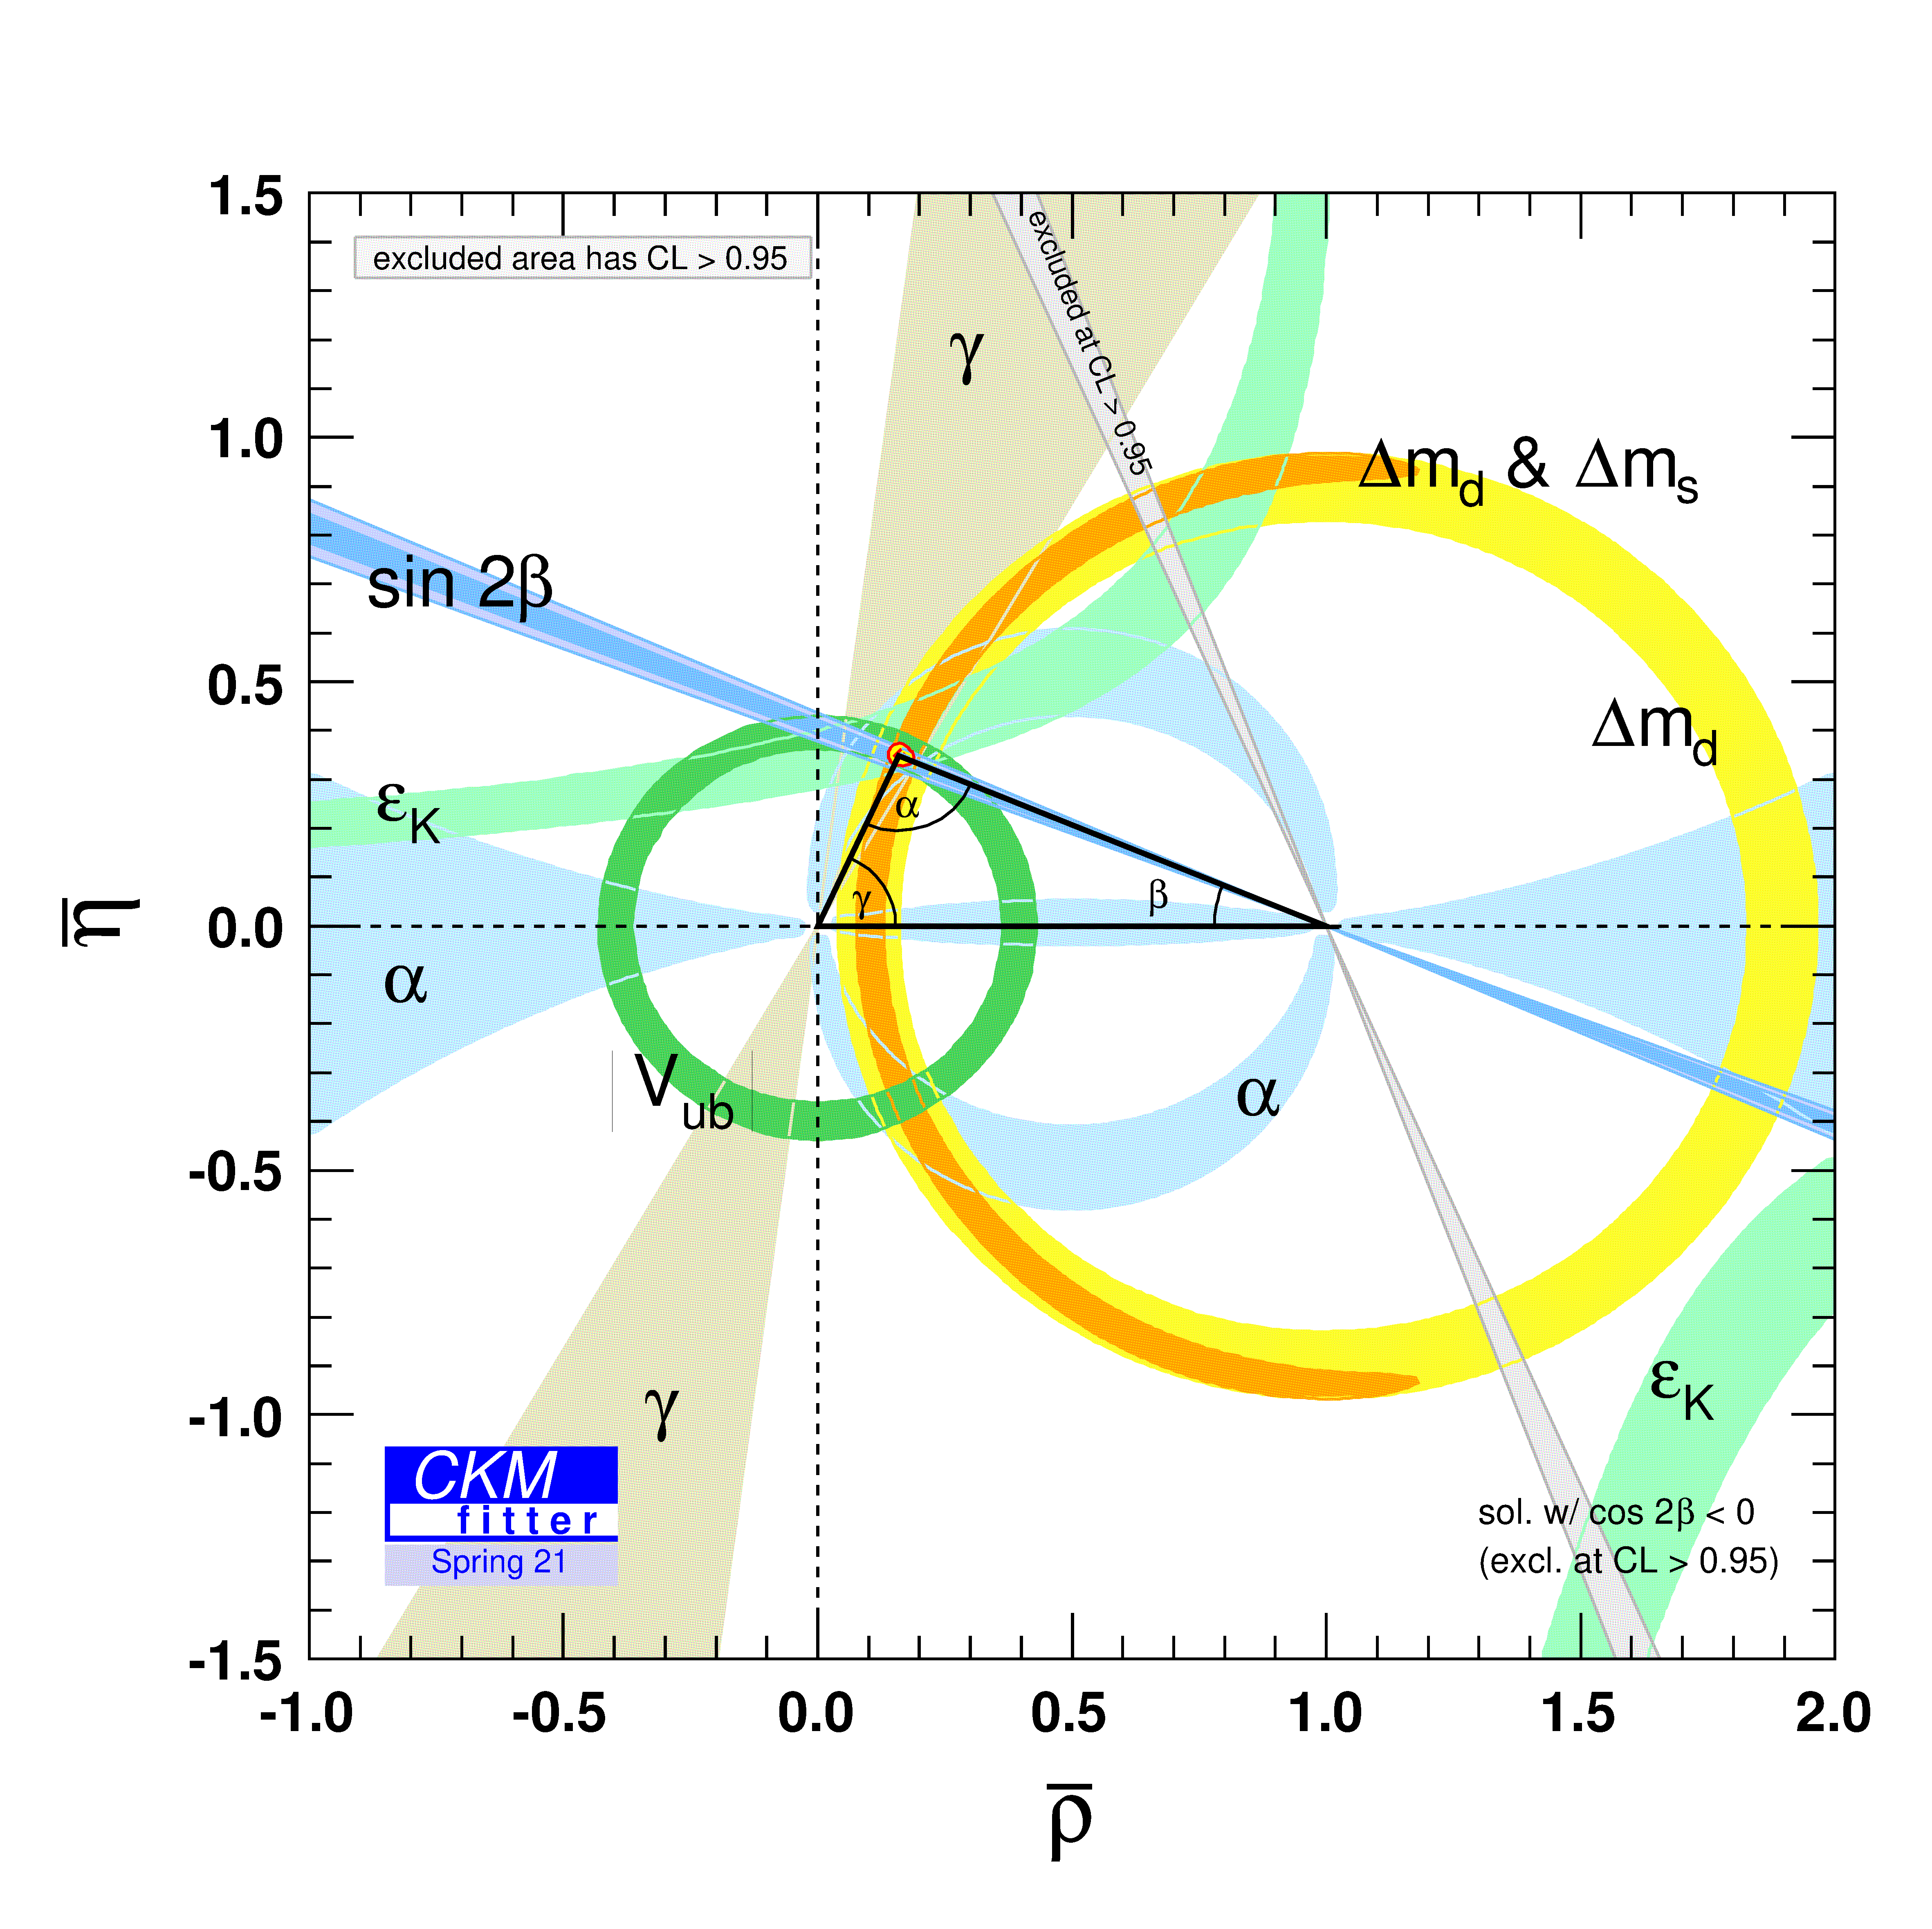 1.5
excluded area has CL > 0.95
excluded at CL > 0.95
γ
1.0
Δm_d & Δm_s
sin 2β
0.5
Δm_d
ε_K
α
γ
β
0.0
η̅
α
|V_ub|
α
-0.5
ε_K
γ
-1.0
CKM
fitter
Spring 21
sol. w/ cos 2β < 0
(excl. at CL > 0.95)
-1.5
-1.0 -0.5 0.0 0.5 1.0 1.5 2.0
ρ̅